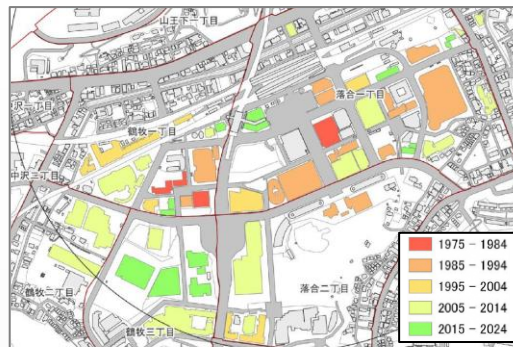 山王下一丁目
落合一丁目
沢一丁目
鶴牧一丁目
中沢二丁目
鶴牧二丁目
落合二丁目
鶴牧三丁目
1975 – 1984
1985 – 1994
1995 – 2004
2005 – 2014
2015 – 2024